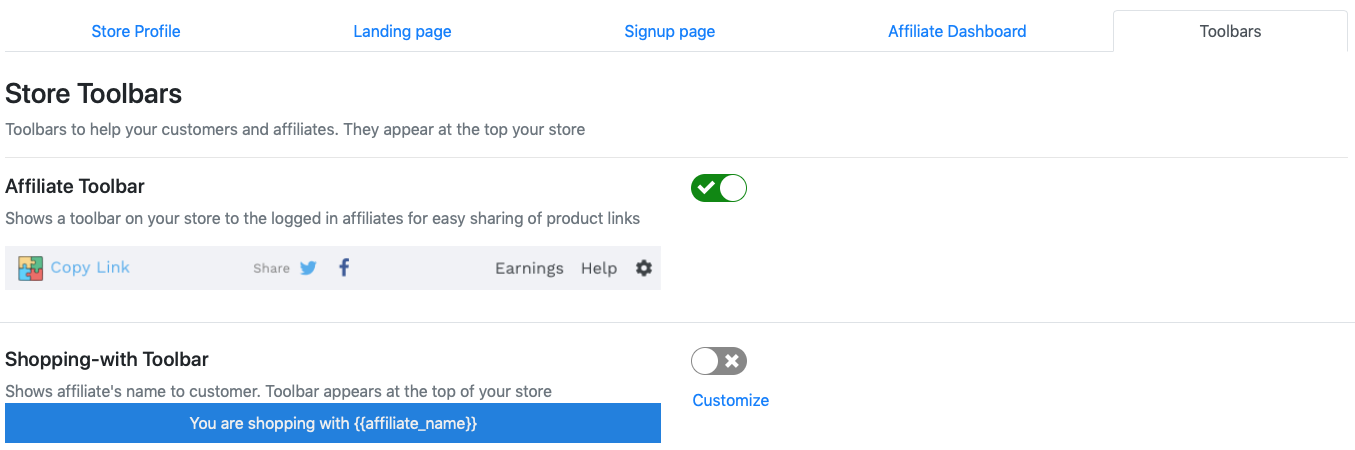 Store Profile Landing page Signup page Affiliate Dashboard Toolbars
Store Toolbars
Toolbars to help your customers and affiliates. They appear at the top your store
Affiliate Toolbar
Shows a toolbar on your store to the logged in affiliates for easy sharing of product links
Copy Link Share Earnings Help
Shopping-with Toolbar
Shows affiliate's name to customer. Toolbar appears at the top of your store
Customize
You are shopping with {{affiliate_name}}